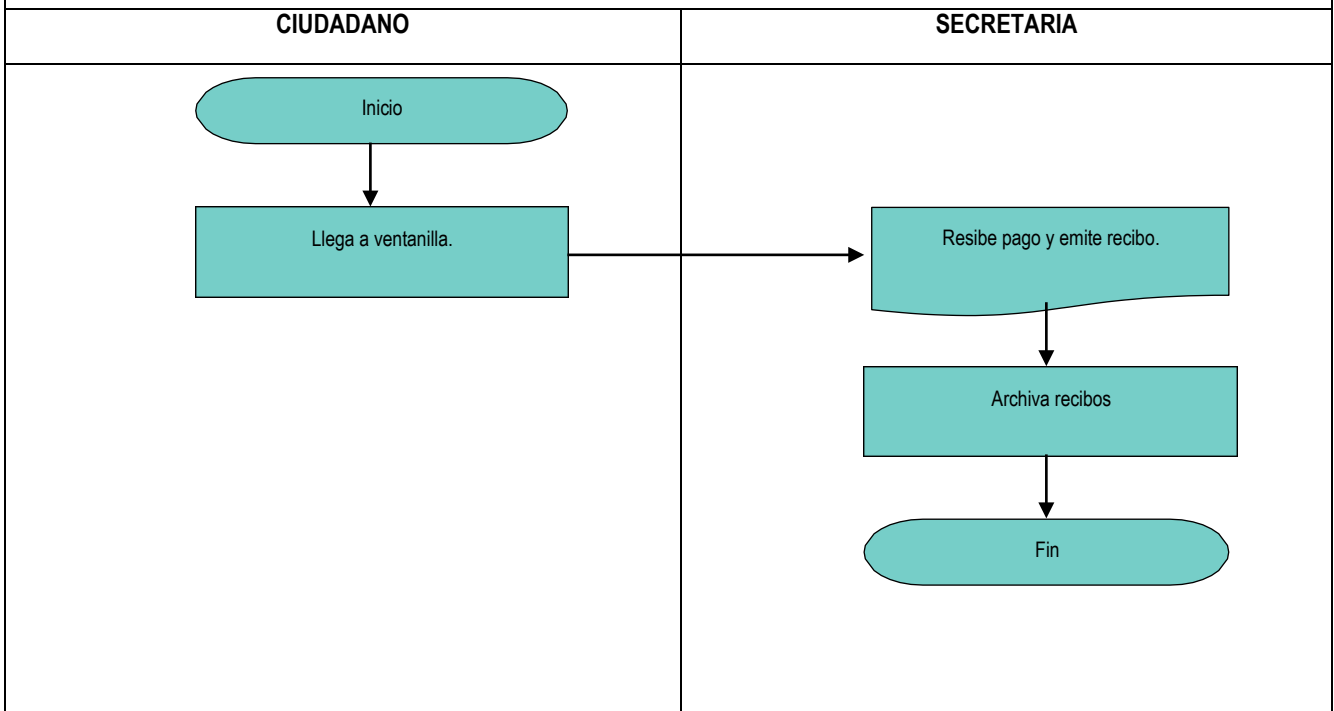 CIUDADANO
SECRETARIA
Inicio
Llega a ventanilla.
Resibe pago y emite recibo.
Archiva recibos
Fin